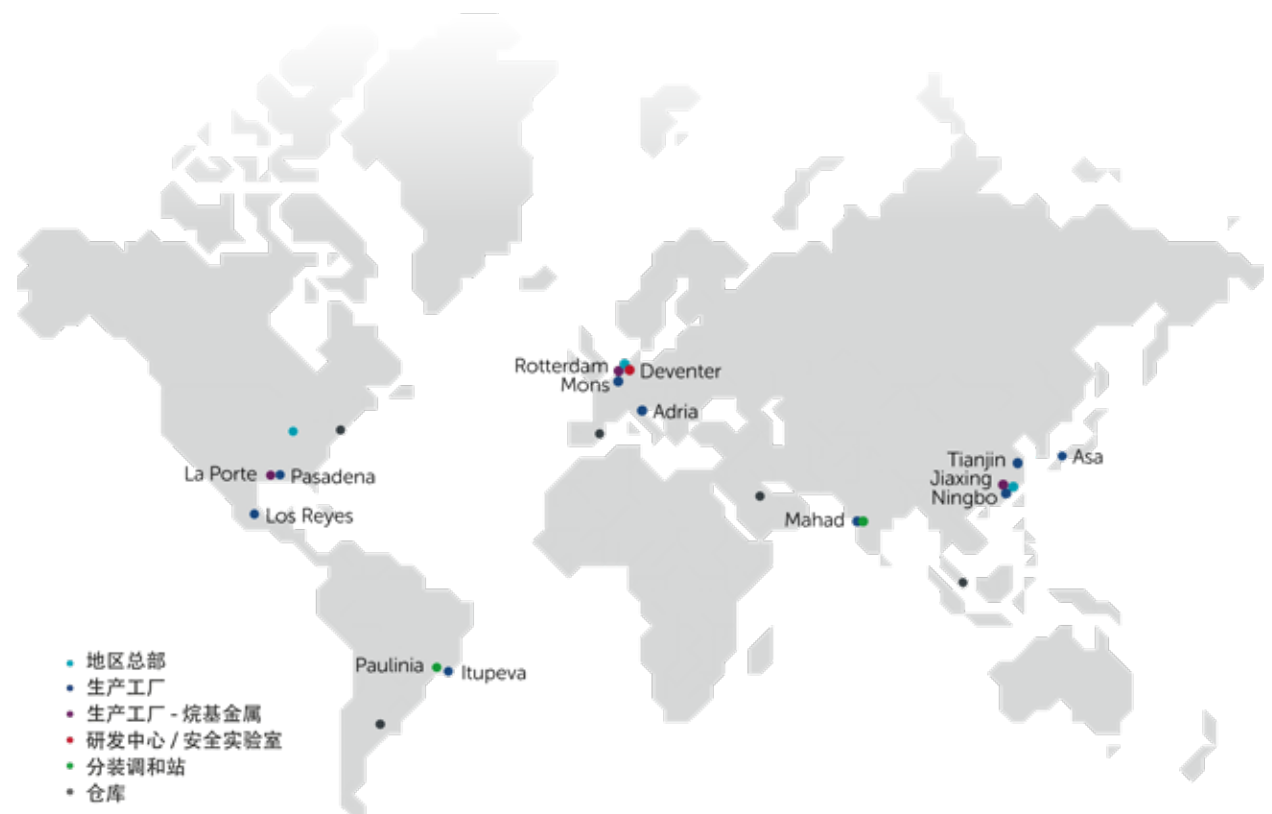 Rotterdam
Deventer
Mons
Adria
Tianjin
Asa
Jiaxing
Ningbo
La Porte
Pasadena
Los Reyes
Mahad
Paulinia
Itupeva
地区总部
生产工厂
生产工厂 - 烷基金属
研发中心 / 安全实验室
分装调和站
仓库